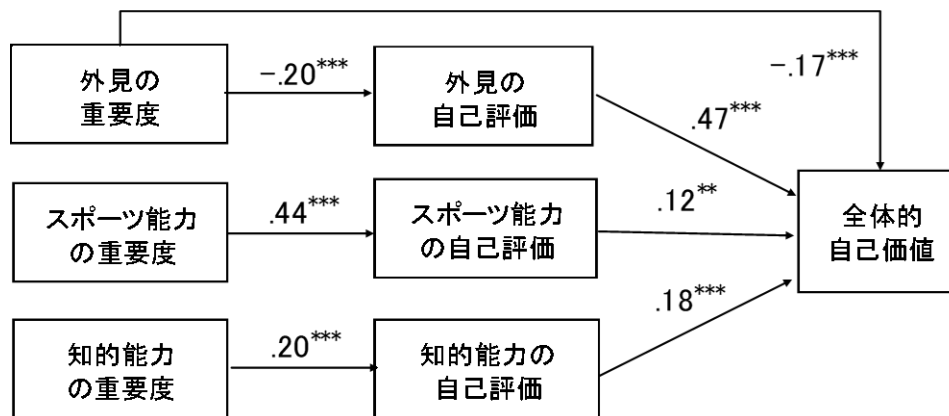 外見の
重要度
-.20***
外見の
自己評価
-.17***
.47***
スポーツ能力
の重要度
.44***
スポーツ能力
の自己評価
.12**
全体的
自己価値
知的能力
の重要度
.20***
知的能力の
自己評価
.18***